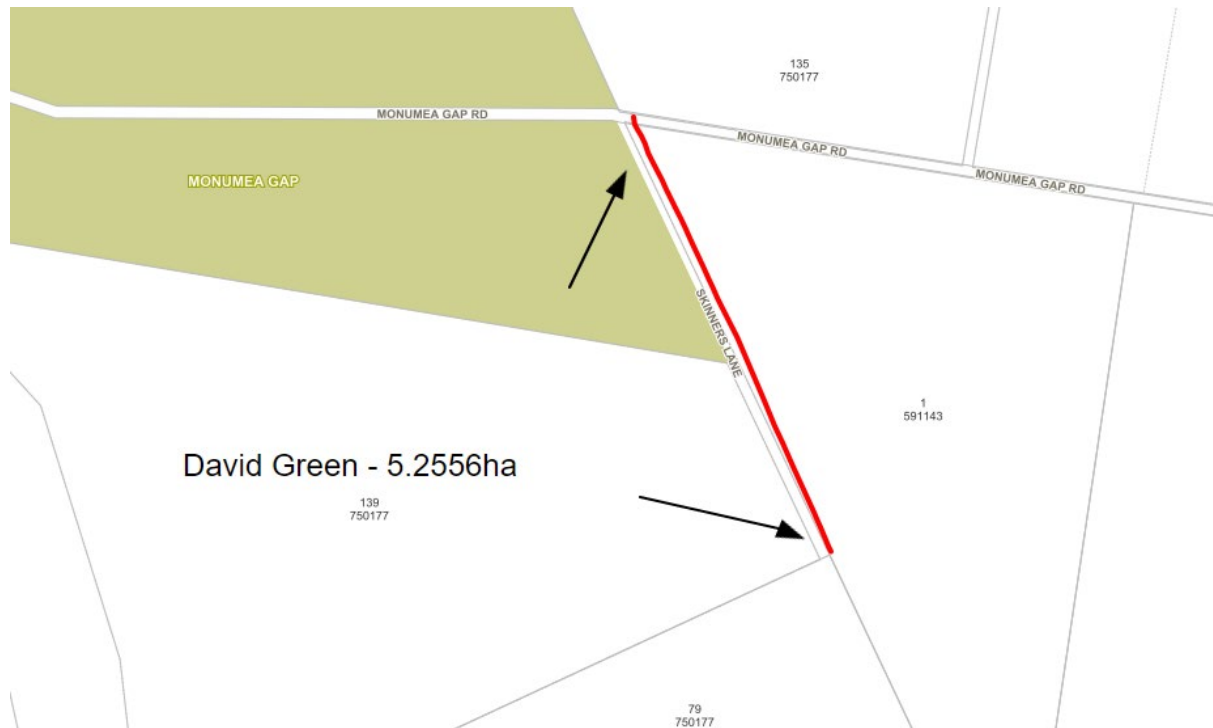 135
750177
MONUMEA GAP RD
MONUMEA GAP RD
MONUMEA GAP RD
MONUMEA GAP
SKINNERS LANE
1
591143
David Green - 5.2556ha
139
750177
79
750177